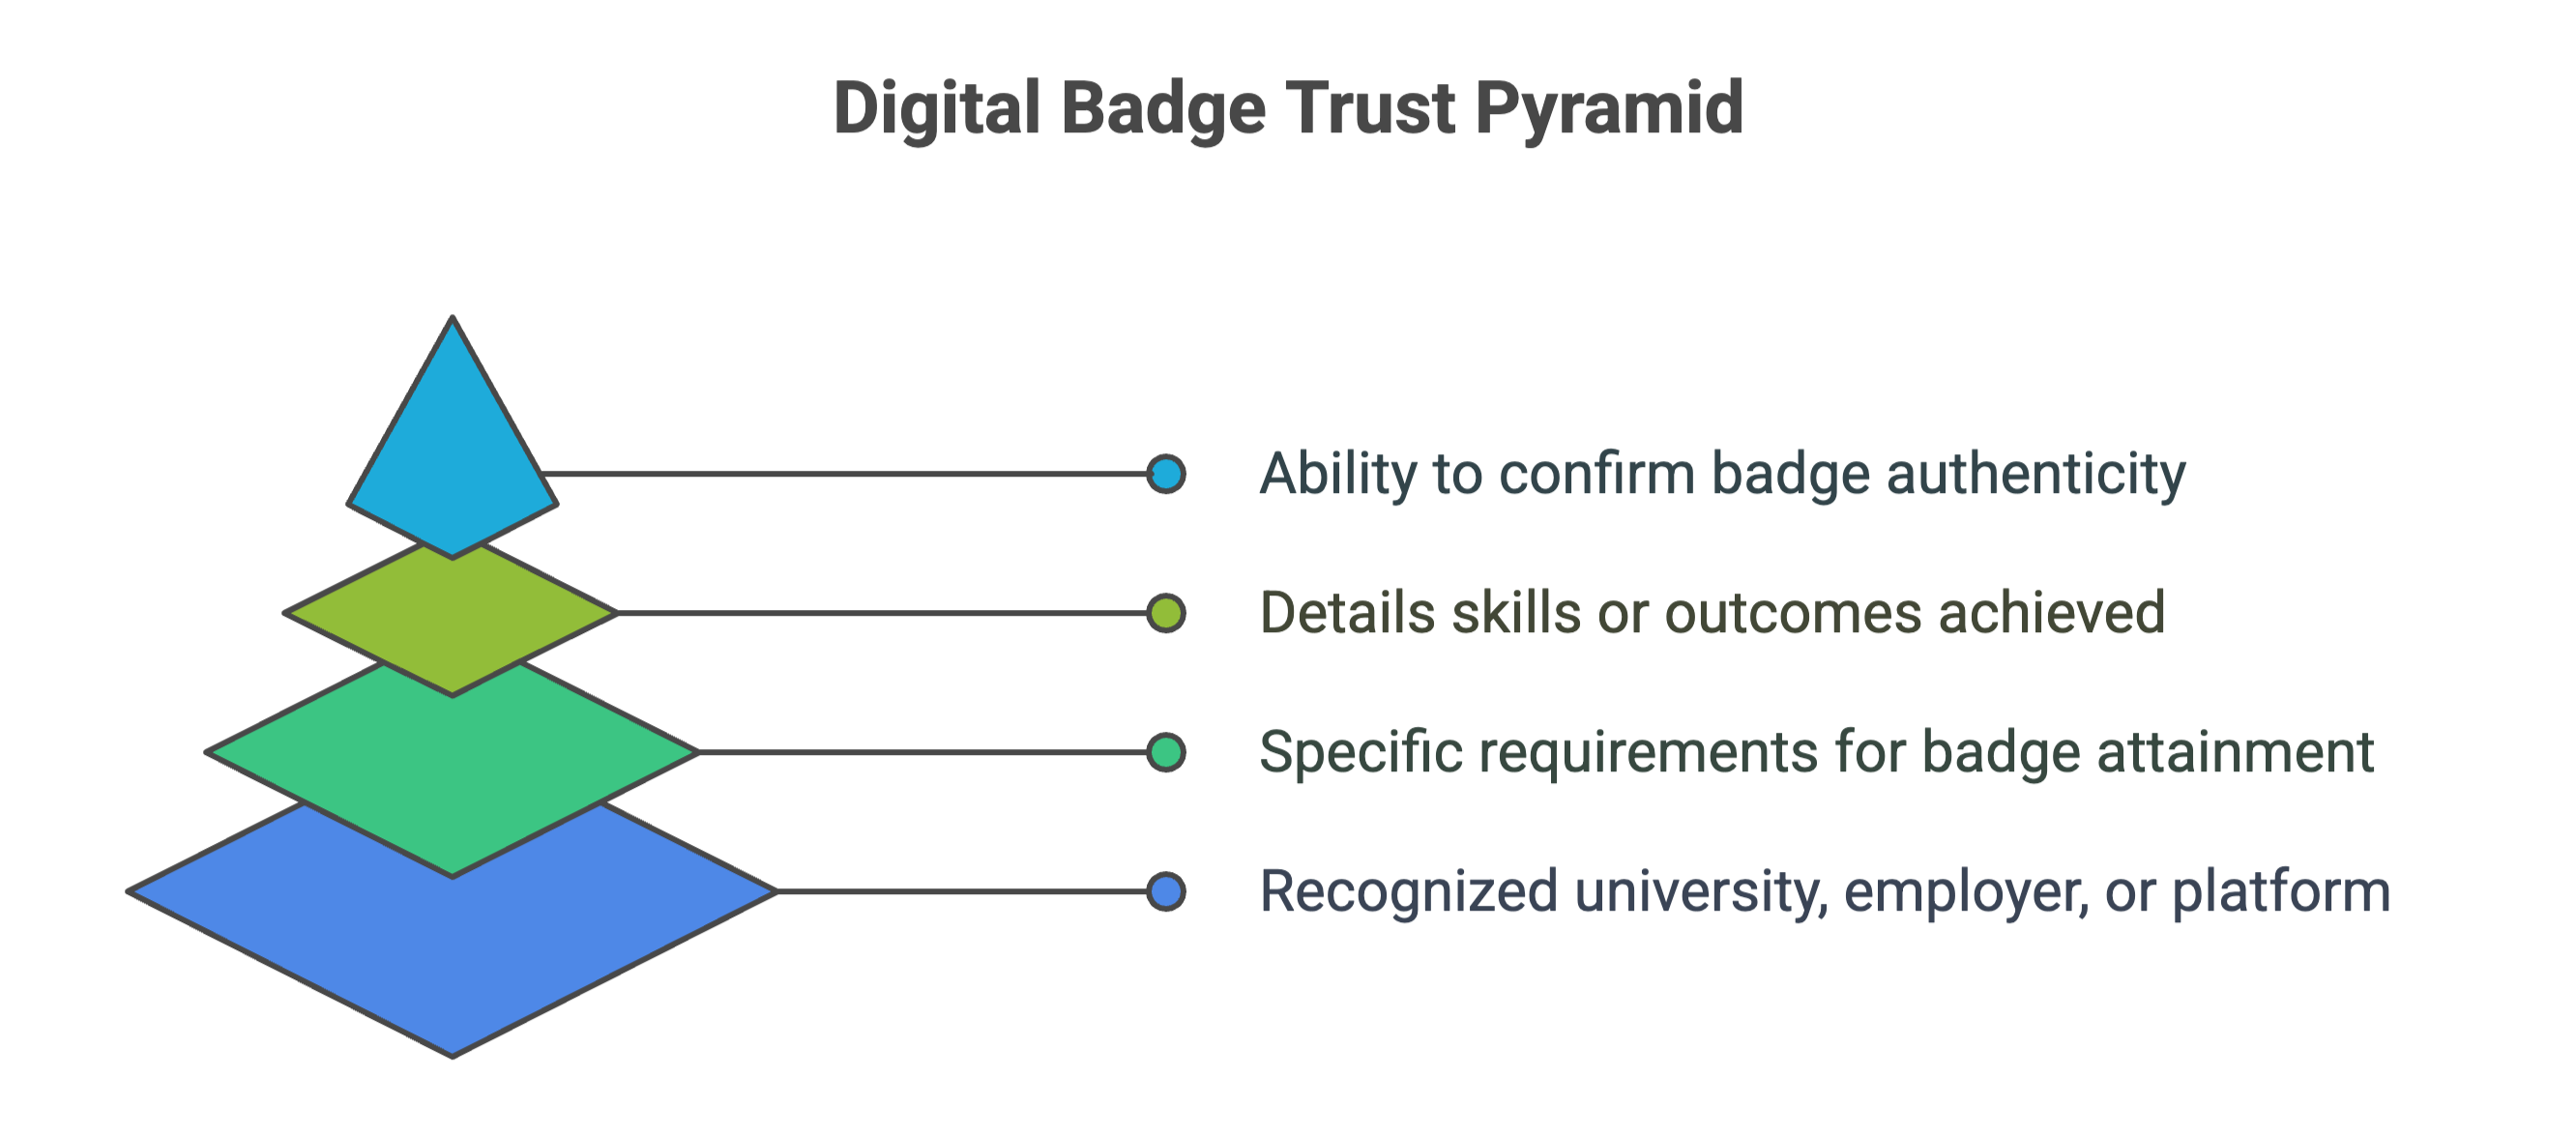 Digital Badge Trust Pyramid
Ability to confirm badge authenticity
Details skills or outcomes achieved
Specific requirements for badge attainment
Recognized university, employer, or platform